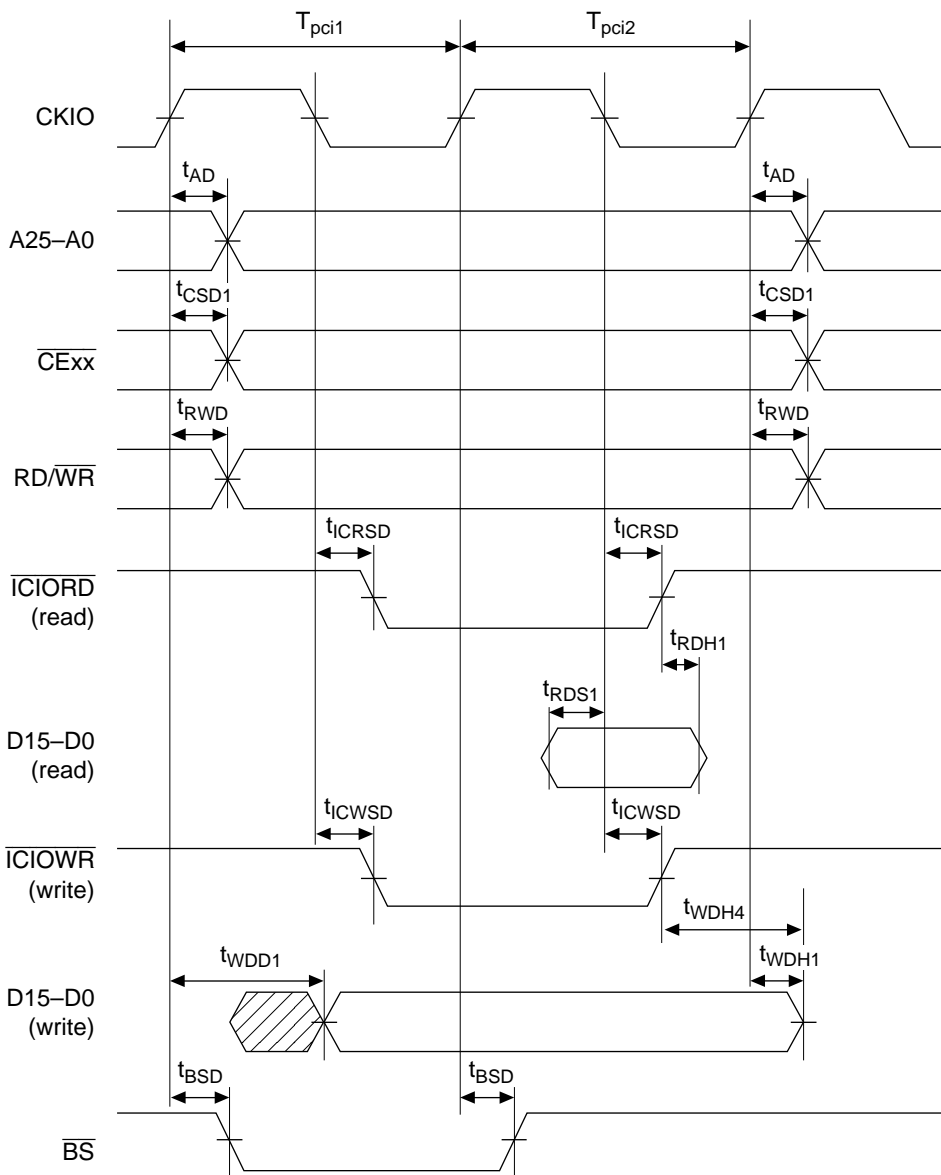 Tpci1 Tpci2
CKIO
tAD tAD
A25–A0
tCSD1 tCSD1
CExx
tRWD tRWD
RD/WR
tICRSD tICRSD
ICIORD
(read)
tRDH1
tRDS1
D15–D0
(read)
tICWSD tICWSD
ICIOWR
(write)
tWDH4
tWDD1 tWDH1
D15–D0
(write)
tBSD tBSD
BS